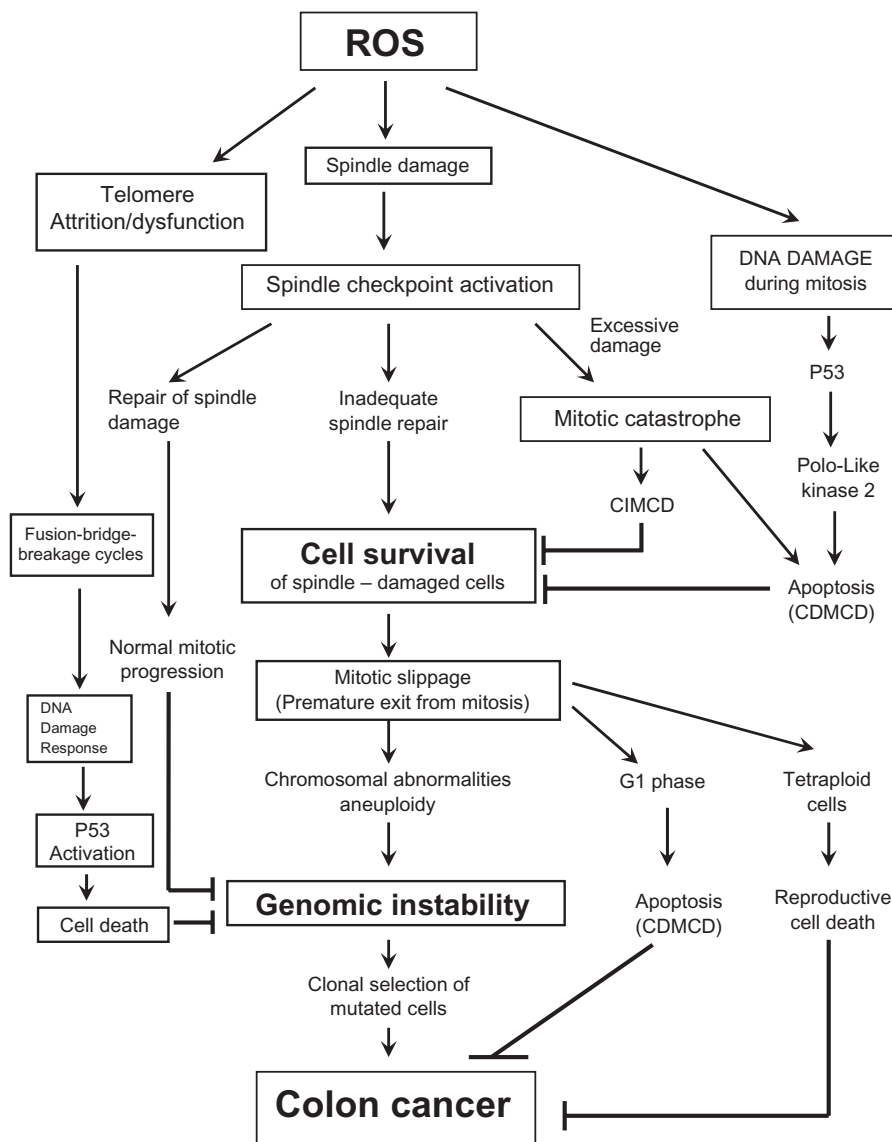 ROS
Spindle damage
Telomere
Attrition/dysfunction
DNA DAMAGE
during mitosis
Spindle checkpoint activation
Excessive
damage
P53
Repair of spindle
damage
Inadequate
spindle repair
Mitotic catastrophe
Polo-Like
kinase 2
CIMCD
Fusion-bridge-
breakage cycles
Cell survival
of spindle – damaged cells
Apoptosis
(CDMCD)
Normal mitotic
progression
Mitotic slippage
(Premature exit from mitosis)
DNA
Damage
Response
Chromosomal abnormalities
aneuploidy
G1 phase
Tetraploid
cells
P53
Activation
Genomic instability
Apoptosis
(CDMCD)
Reproductive
cell death
Cell death
Clonal selection of
mutated cells
Colon cancer